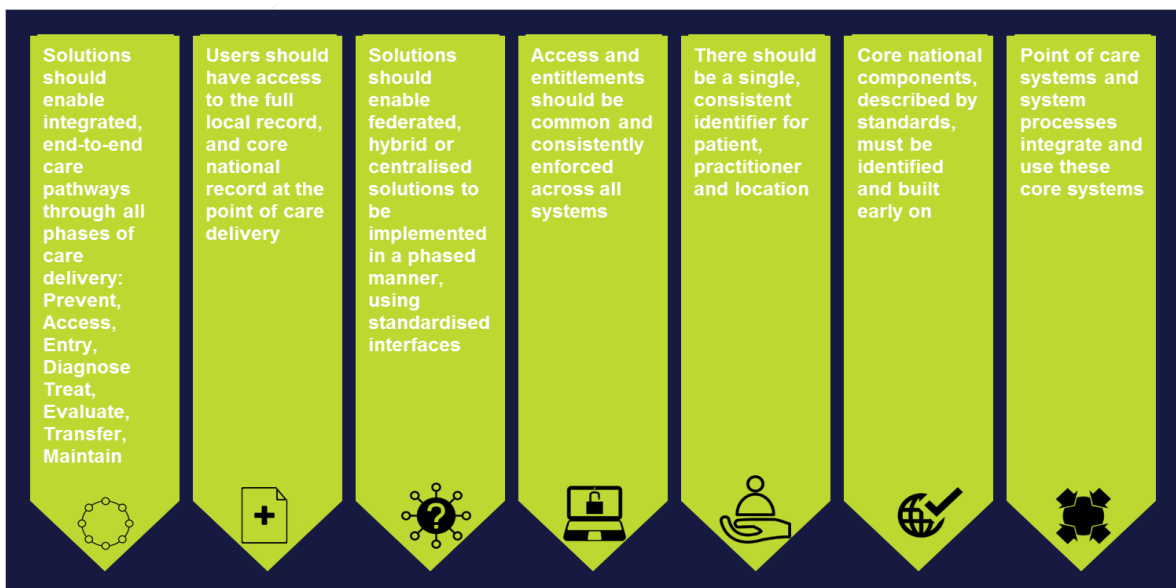 Solutions
should
enable
integrated,
end-to-end
care
pathways
through all
phases of
care
delivery:
Prevent,
Access,
Entry,
Diagnose
Treat,
Evaluate,
Transfer,
Maintain
Users should
have access
to the full
local record,
and core
national
record at the
point of care
delivery
Solutions
should
enable
federated,
hybrid or
centralised
solutions to
be
implemented
in a phased
manner,
using
standardised
interfaces
Access and
entitlements
should be
common and
consistently
enforced
across all
systems
There should
be a single,
consistent
identifier for
patient,
practitioner
and location
Core national
components,
described by
standards,
must be
identified
and built
early on
Point of care
systems and
system
processes
integrate and
use these
core systems
?